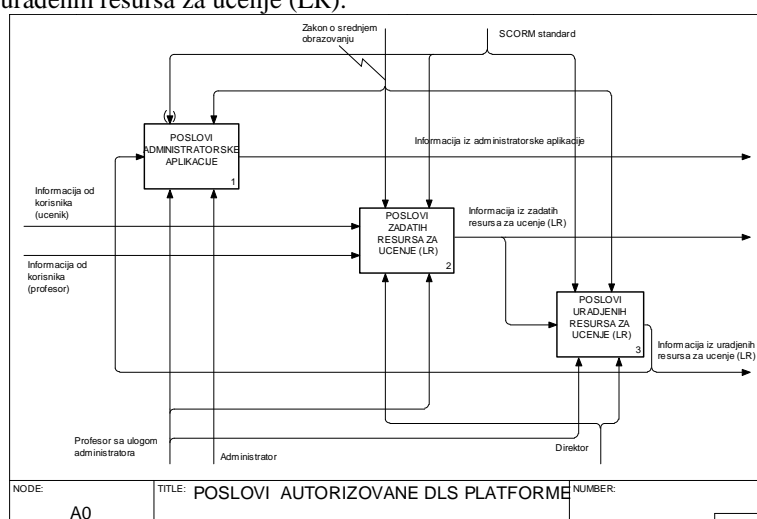 uradenih resursa za ucenje (LR).
Zakon o srednjem
obrazovanju
SCORM standard
( )
POSLOVI
ADMINISTRATORSKE
APLIKACIJE
1
Informacija iz administratorske aplikacije
Informacija od
korisnika
(ucenik)
POSLOVI
ZADATIH
RESURSA ZA
UCENJE (LR)
2
Informacija iz zadatih
resursa za ucenje (LR)
Informacija od
korisnika
(profesor)
POSLOVI
URADJENIH
RESURSA ZA
UCENJE (LR)
3
Informacija iz uradjenih
resursa za ucenje (LR)
Profesor sa ulogom
administratora
Administrator
Direktor
NODE:
TITLE: POSLOVI AUTORIZOVANE DLS PLATFORME
NUMBER:
A0